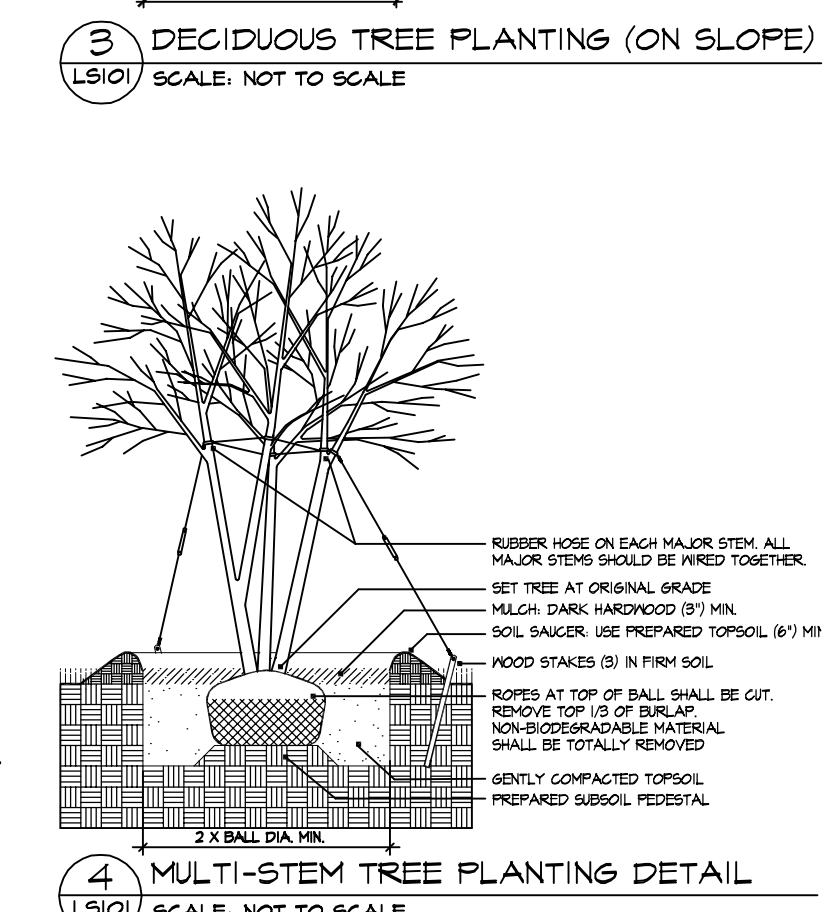 3 DECIDUOUS TREE PLANTING (ON SLOPE)
LS101 SCALE: NOT TO SCALE
RUBBER HOSE ON EACH MAJOR STEM. ALL
MAJOR STEMS SHOULD BE WIRED TOGETHER.
SET TREE AT ORIGINAL GRADE
MULCH: DARK HARDWOOD (3") MIN.
SOIL SAUCER: USE PREPARED TOPSOIL (6") MIN
WOOD STAKES (3) IN FIRM SOIL
ROPES AT TOP OF BALL SHALL BE CUT.
REMOVE TOP 1/3 OF BURLAP.
NON-BIODEGRADABLE MATERIAL
SHALL BE TOTALLY REMOVED
GENTLY COMPACTED TOPSOIL
PREPARED SUBSOIL PEDESTAL
2 X BALL DIA. MIN.
4 MULTI-STEM TREE PLANTING DETAIL
LS101 SCALE: NOT TO SCALE